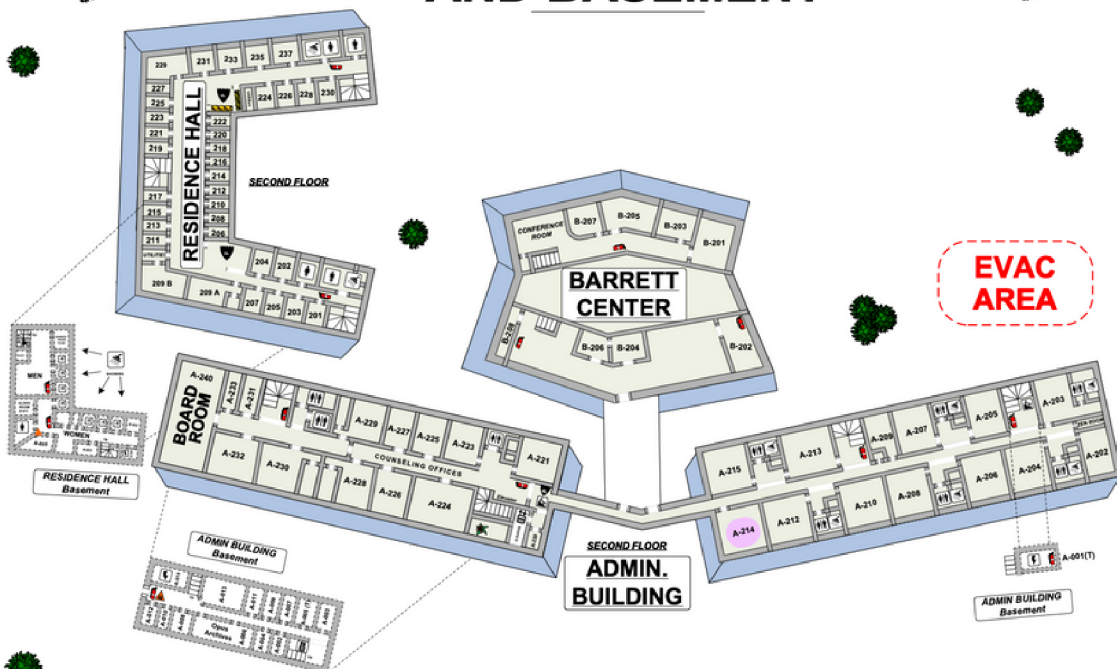 AND BASEMENT
229
231
233
235
237
227
225
223
221
219
217
215
213
211
UTILITIES
209 B
209 A
224
226
228
230
222
220
218
216
214
212
210
208
206
204
202
207
205
203
201
RESIDENCE HALL
SECOND FLOOR
CONFERENCE
ROOM
B-207
B-205
B-203
B-201
BARRETT
CENTER
B-208
B-206
B-204
B-202
EVAC
AREA
MEN
WOMEN
RESIDENCE HALL
Basement
A-240
BOARD
ROOM
A-233
A-231
A-229
A-227
A-225
A-223
A-221
COUNSELING OFFICES
A-232
A-230
A-228
A-226
A-224
A-215
A-213
A-209
A-207
A-205
A-203
A-214
A-212
A-210
A-208
A-206
A-204
A-202
SECOND FLOOR
ADMIN.
BUILDING
ADMIN BUILDING
Basement
A-013
A-011
Opus
Archives
A-001(T)
ADMIN BUILDING
Basement